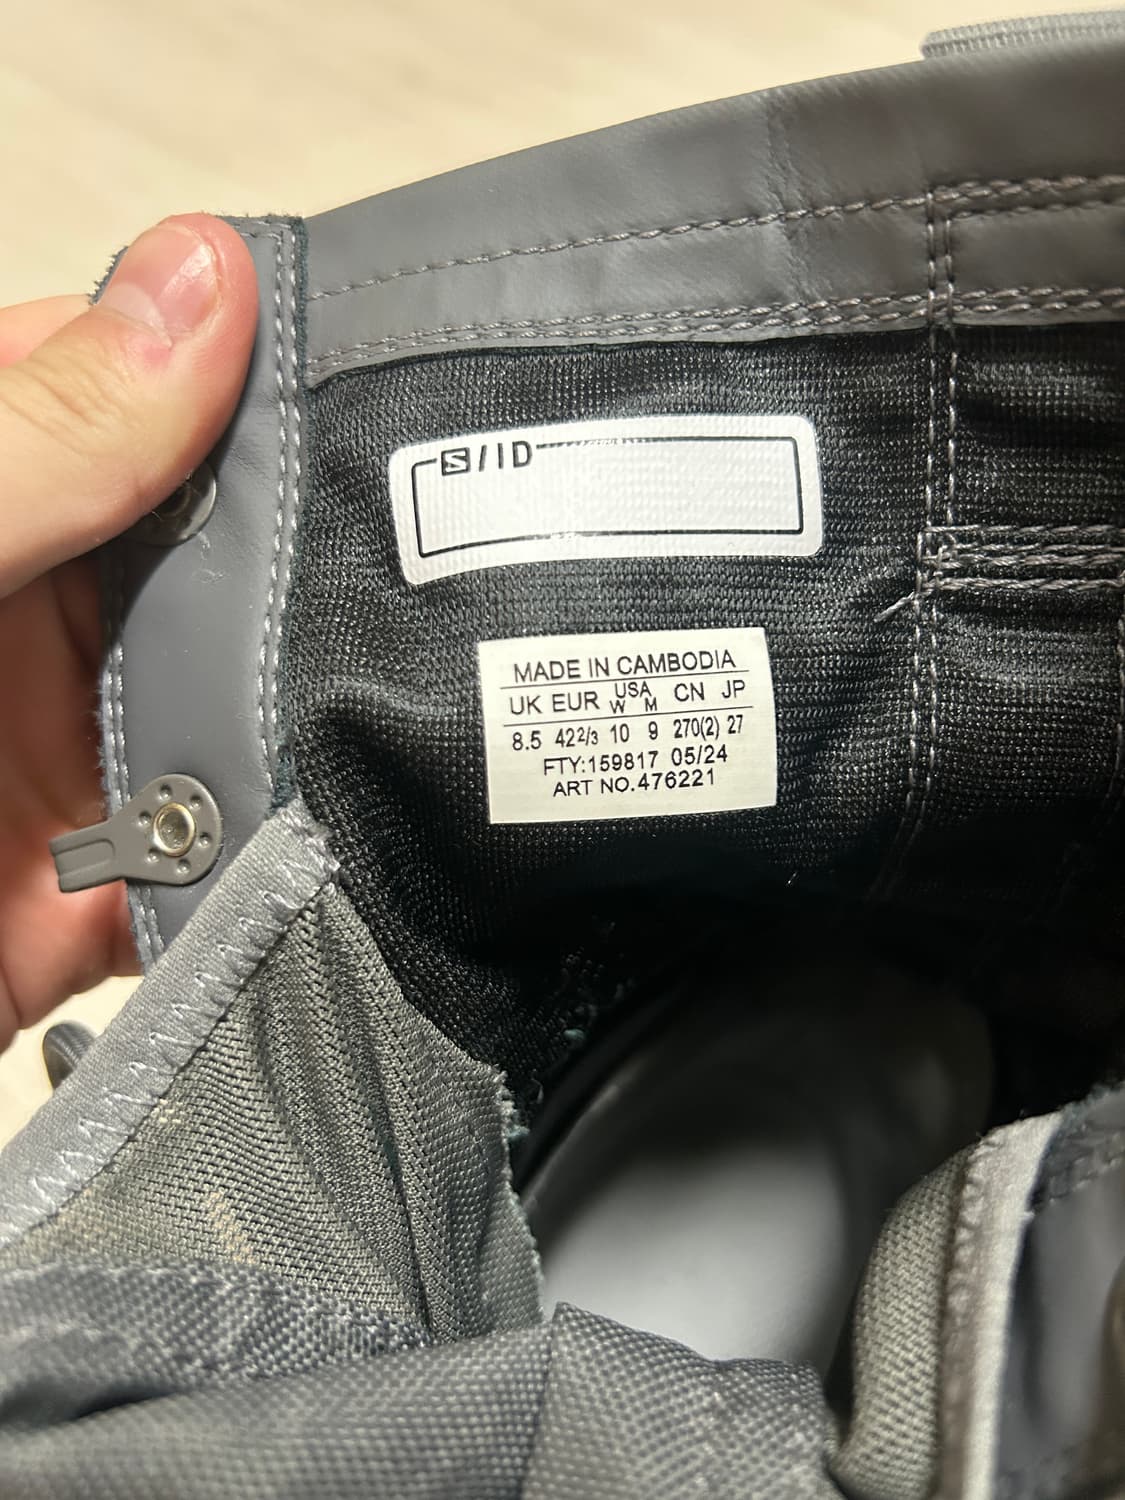 S/ID
MADE IN CAMBODIA
UK EUR USA W M CN JP
8.5 42 2/3 10 9 270(2) 27
FTY:159817 05/24
ART NO.476221